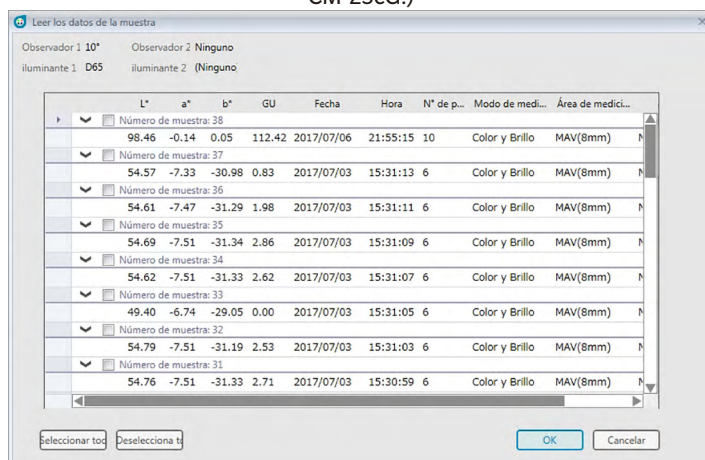 CM-25cG.)
Leer los datos de la muestra
Observador 1 10° Observador 2 Ninguno
iluminante 1 D65 iluminante 2 (Ninguno
L* a* b* GU Fecha Hora N° de p... Modo de medi... Área de medici...
Número de muestra: 38
98.46 -0.14 0.05 112.42 2017/07/06 21:55:15 10 Color y Brillo MAV(8mm) N
Número de muestra: 37
54.57 -7.33 -30.98 0.83 2017/07/03 15:31:13 6 Color y Brillo MAV(8mm) N
Número de muestra: 36
54.61 -7.47 -31.29 1.98 2017/07/03 15:31:11 6 Color y Brillo MAV(8mm) N
Número de muestra: 35
54.69 -7.51 -31.34 2.86 2017/07/03 15:31:09 6 Color y Brillo MAV(8mm) N
Número de muestra: 34
54.62 -7.51 -31.33 2.62 2017/07/03 15:31:07 6 Color y Brillo MAV(8mm) N
Número de muestra: 33
49.40 -6.74 -29.05 0.00 2017/07/03 15:31:05 6 Color y Brillo MAV(8mm) N
Número de muestra: 32
54.79 -7.51 -31.19 2.53 2017/07/03 15:31:03 6 Color y Brillo MAV(8mm) N
Número de muestra: 31
54.76 -7.51 -31.33 2.71 2017/07/03 15:30:59 6 Color y Brillo MAV(8mm) N
Seleccionar tod Deselecciona to OK Cancelar